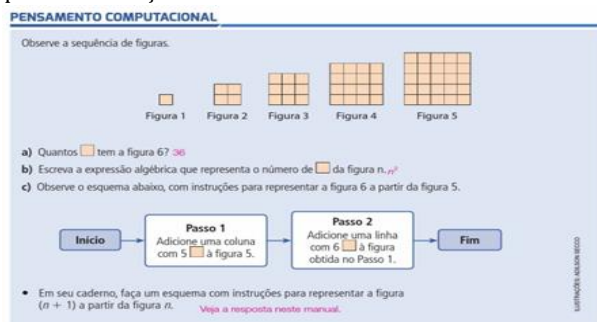 PENSAMENTO COMPUTACIONAL
Observe a sequência de figuras.
Figura 1 Figura 2 Figura 3 Figura 4 Figura 5
a) Quantos tem a figura 6? 36
b) Escreva a expressão algébrica que representa o número de da figura n. n²
c) Observe o esquema abaixo, com instruções para representar a figura 6 a partir da figura 5.
Início
Passo 1
Adicione uma coluna
com 5 à figura 5.
Passo 2
Adicione uma linha
com 6 à figura
obtida no Passo 1.
Fim
• Em seu caderno, faça um esquema com instruções para representar a figura
(n + 1) a partir da figura n. Veja a resposta neste manual.
ILUSTRAÇÕES: ADILSON SECCO